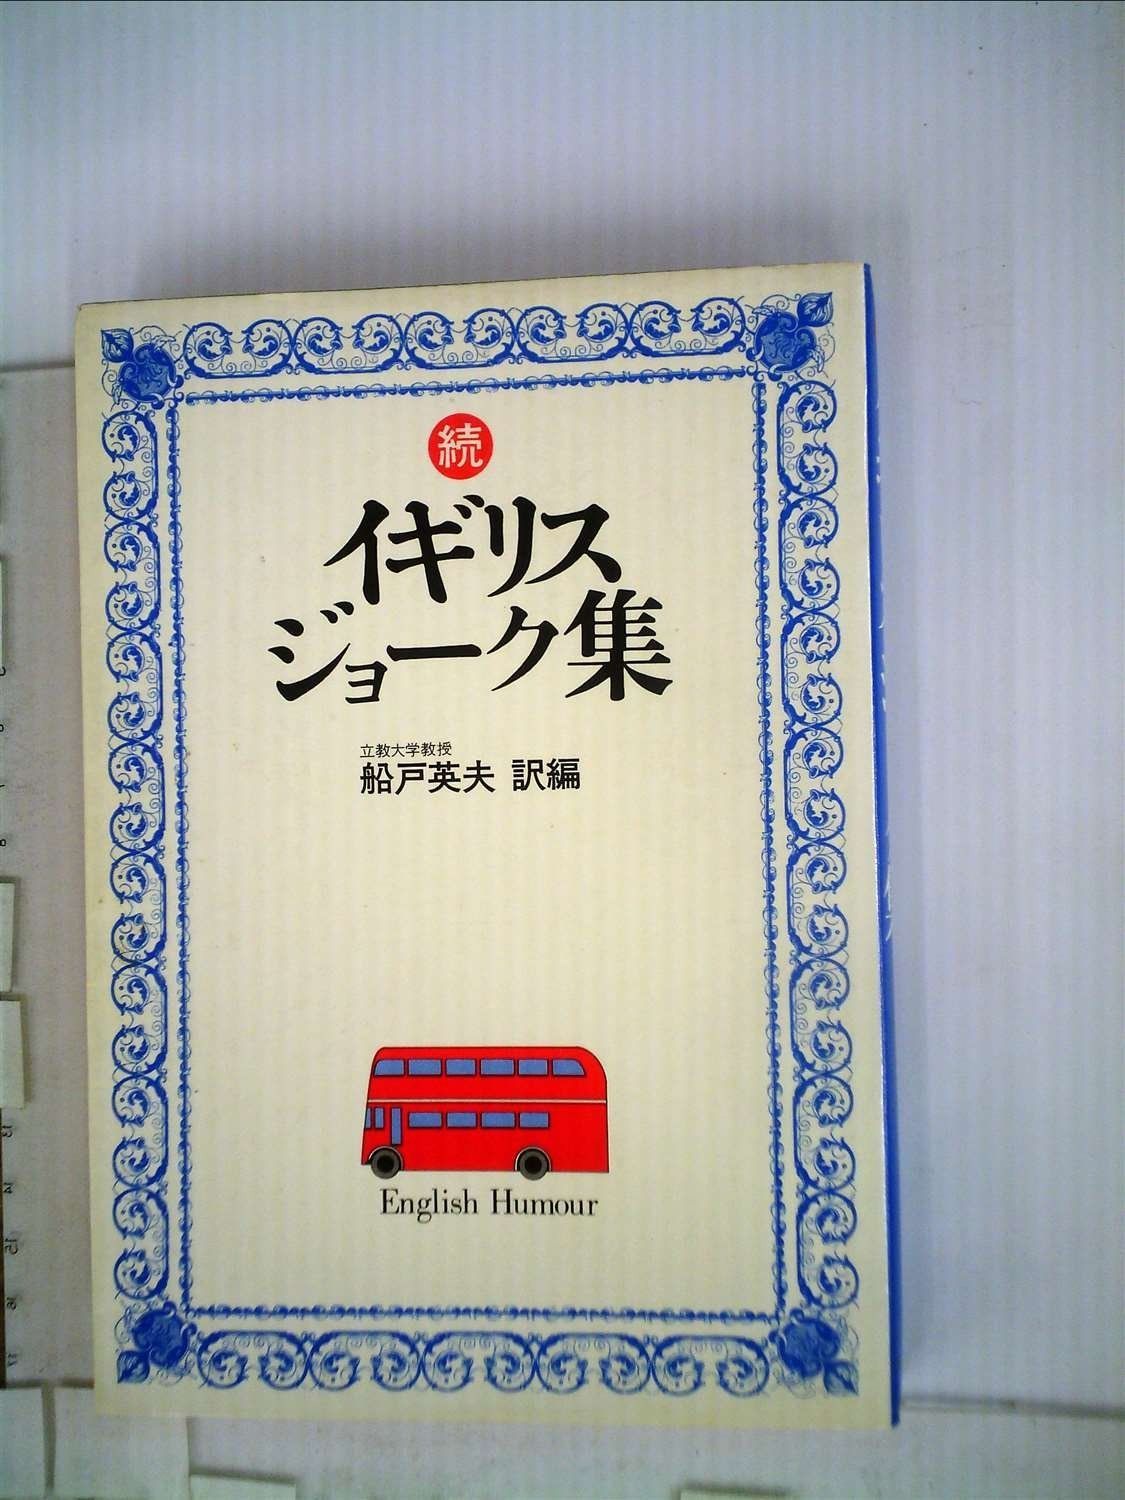 続
イギリス
ジョーク集
立教大学教授
船戸英夫 訳編
English Humour